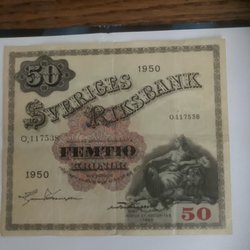 50
1950
SVERIGES
RIKSBANK
O,117538
O,117538
FEMTIO
KRONOR
1950
50